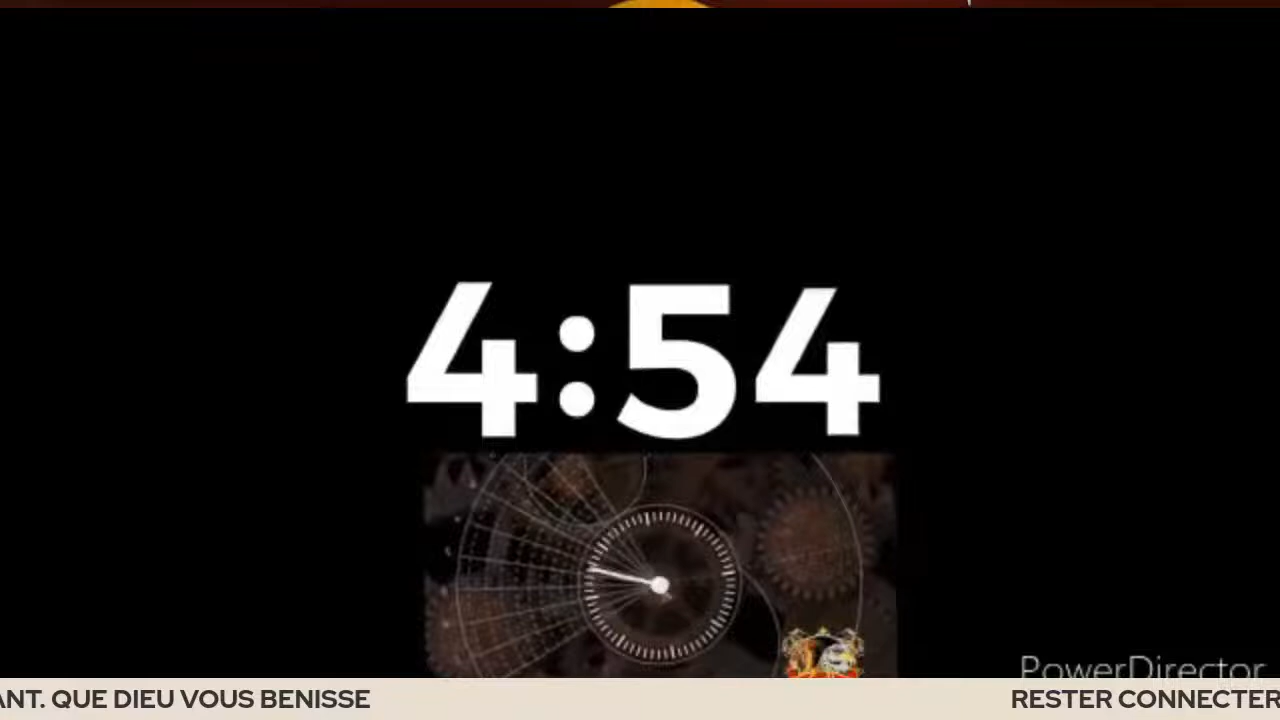 4:54
PowerDirector
ANT. QUE DIEU VOUS BENISSE
RESTER CONNECTER